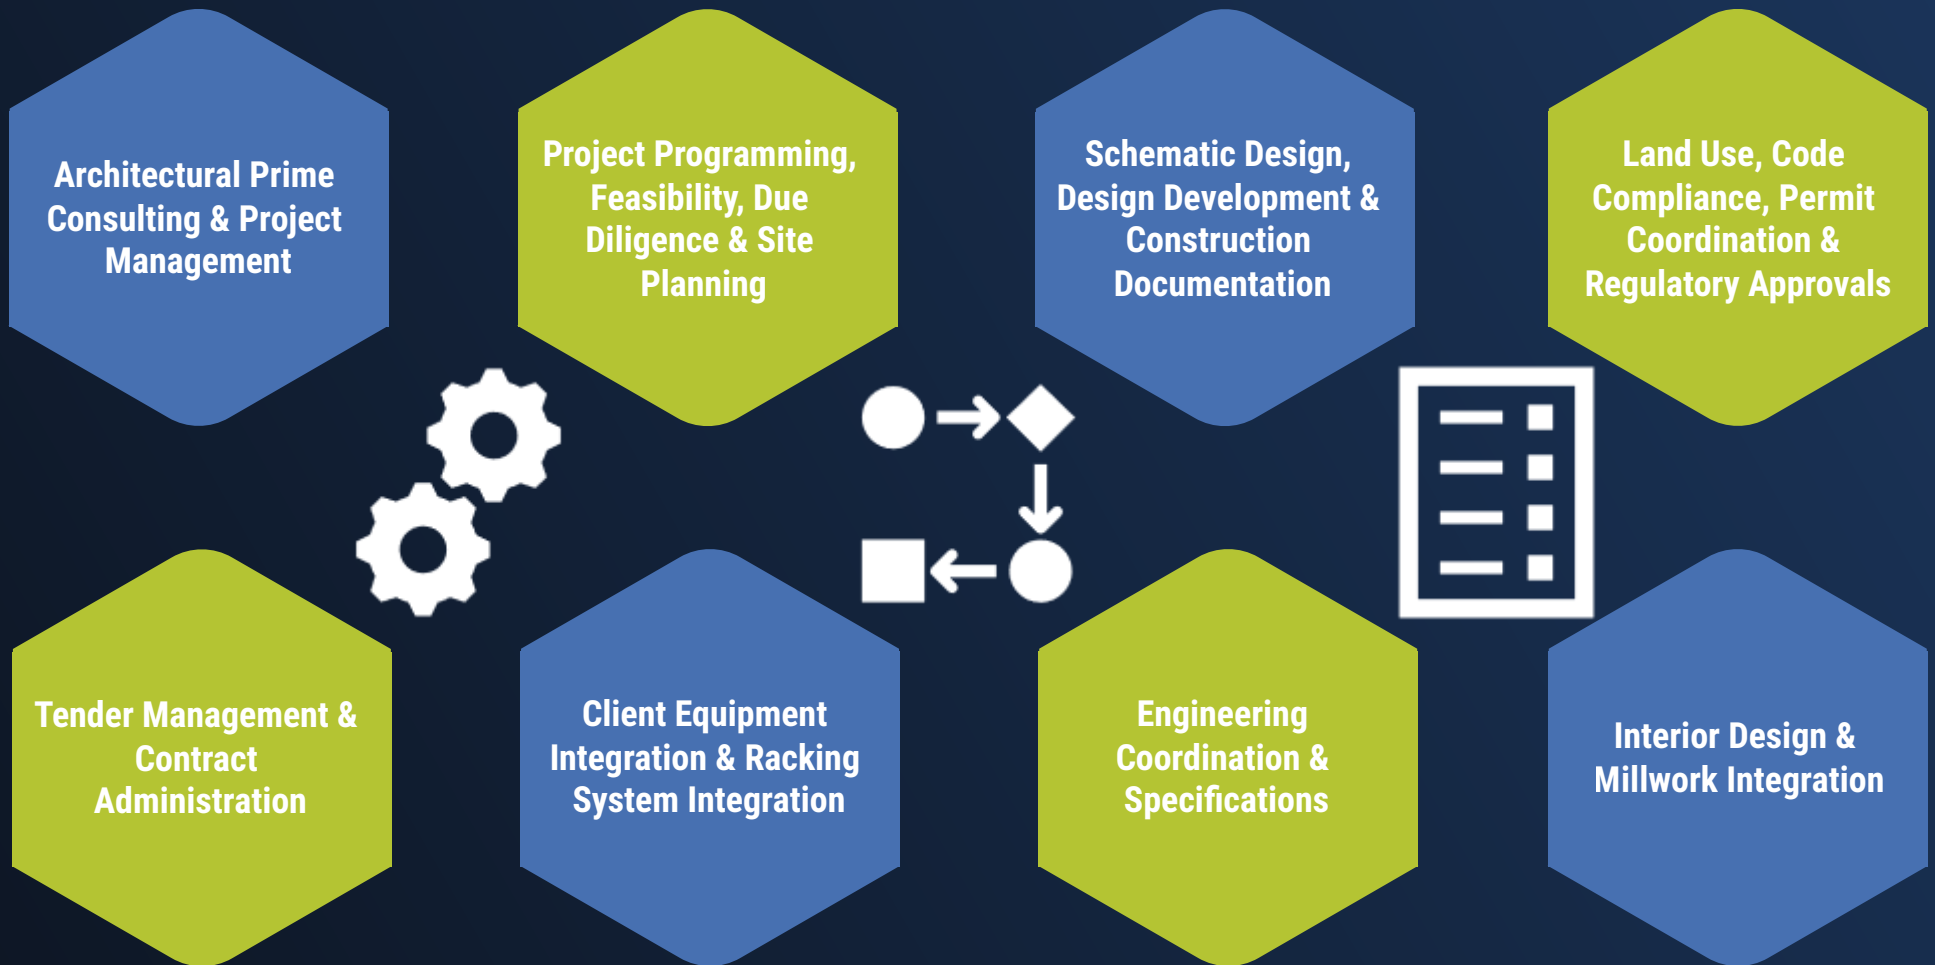 Architectural Prime
Consulting & Project
Management
Project Programming,
Feasibility, Due
Diligence & Site
Planning
Schematic Design,
Design Development &
Construction
Documentation
Land Use, Code
Compliance, Permit
Coordination &
Regulatory Approvals
Tender Management &
Contract
Administration
Client Equipment
Integration & Racking
System Integration
Engineering
Coordination &
Specifications
Interior Design &
Millwork Integration